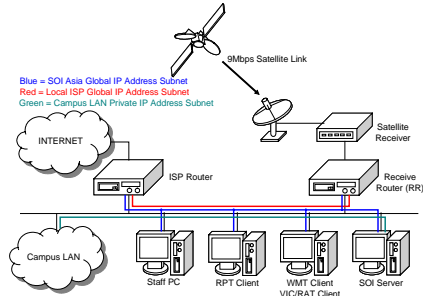 9Mbps Satellite Link
Blue = SOI Asia Global IP Address Subnet
Red = Local ISP Global IP Address Subnet
Green = Campus LAN Private IP Address Subnet
Satellite
Receiver
INTERNET
ISP Router
Receive
Router (RR)
Campus LAN
Staff PC
RPT Client
WMT Client
VIC/RAT Client
SOI Server